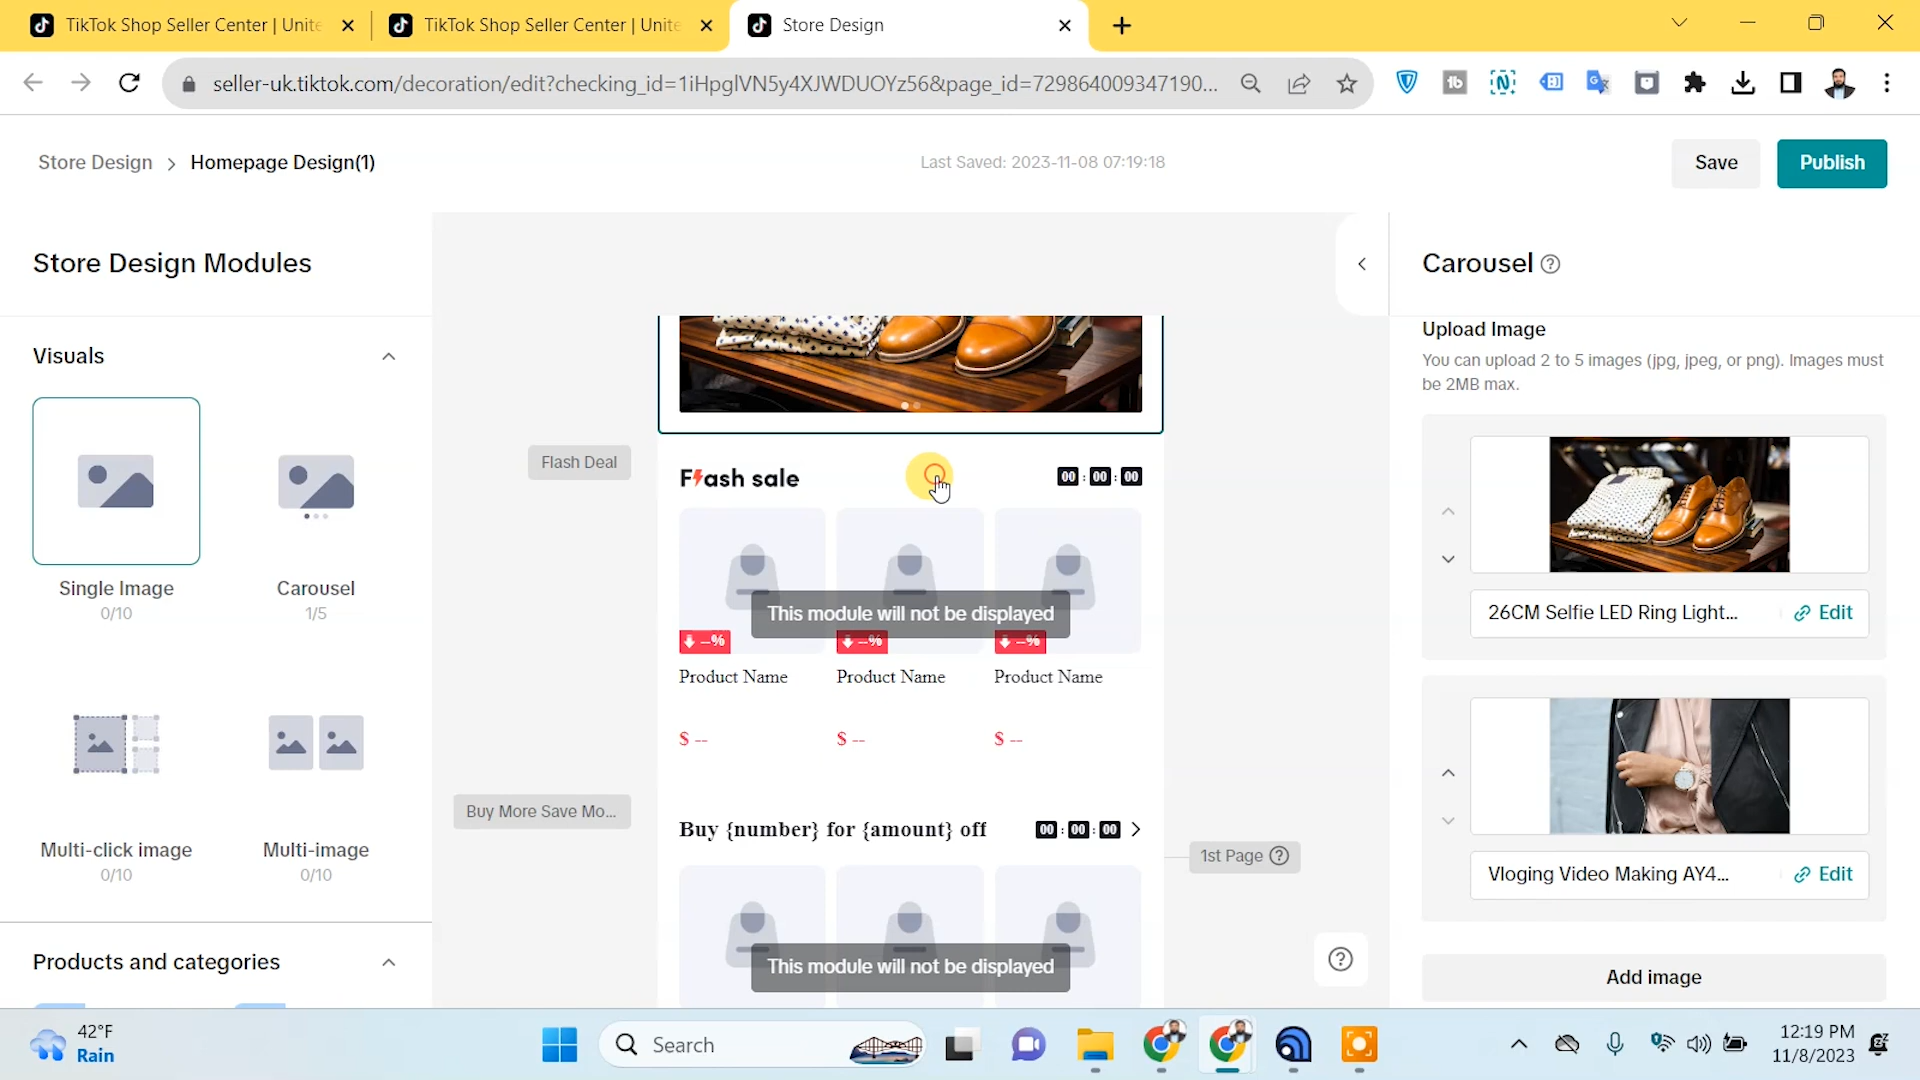 TikTok Shop Seller Center | Unite
TikTok Shop Seller Center | Unite
Store Design
seller-uk.tiktok.com/decoration/edit?checking_id=1iHpglVN5y4XJWDUOYz56&page_id=729864009347190...
Store Design > Homepage Design(1)
Last Saved: 2023-11-08 07:19:18
Save
Publish
Store Design Modules
Carousel
Upload Image
You can upload 2 to 5 images (jpg, jpeg, or png). Images must
be 2MB max.
Visuals
Single Image
0/10
Carousel
1/5
Multi-click image
0/10
Multi-image
0/10
Products and categories
Flash Deal
Flash sale
00 : 00 : 00
This module will not be displayed
--%
--%
--%
Product Name
Product Name
Product Name
$ --
$ --
$ --
Buy More Save Mo...
Buy {number} for {amount} off
00 : 00 : 00
1st Page
This module will not be displayed
26CM Selfie LED Ring Light...
Edit
Vloging Video Making AY4...
Edit
Add image
42°F
Rain
Search
12:19 PM
11/8/2023